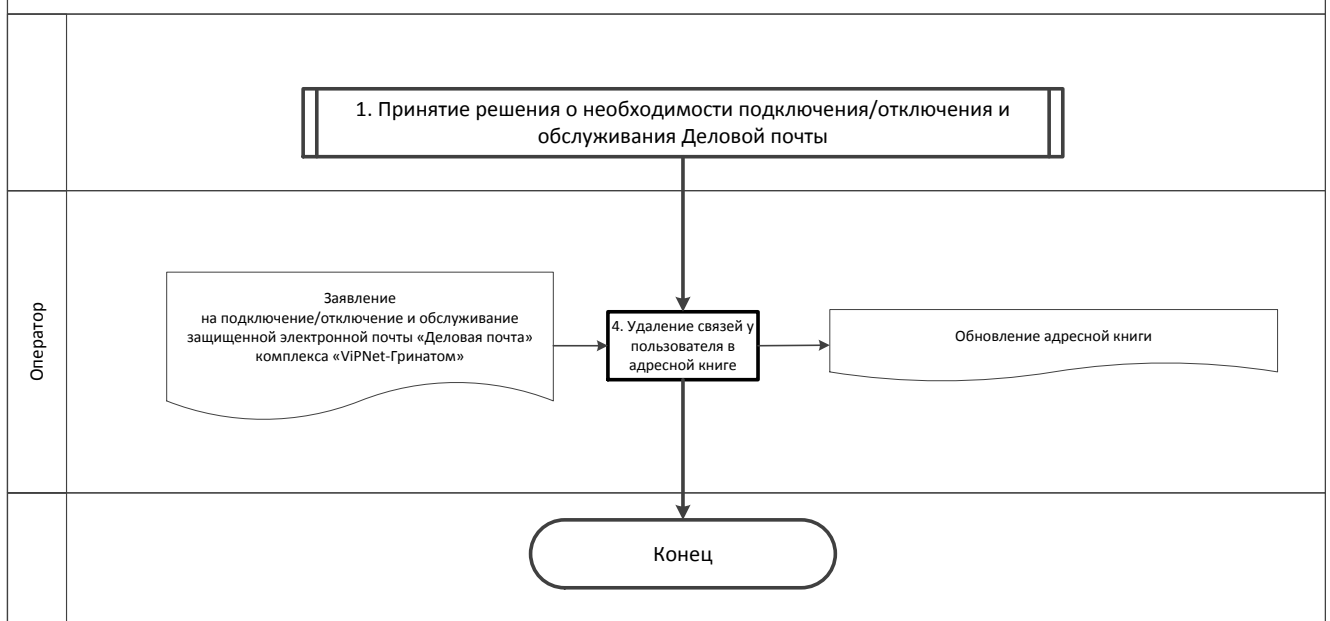 1. Принятие решения о необходимости подключения/отключения и
обслуживания Деловой почты
Оператор
Заявление
на подключение/отключение и обслуживание
защищенной электронной почты «Деловая почта»
комплекса «ViPNet-Гринатом»
4. Удаление связей у
пользователя в
адресной книге
Обновление адресной книги
Конец